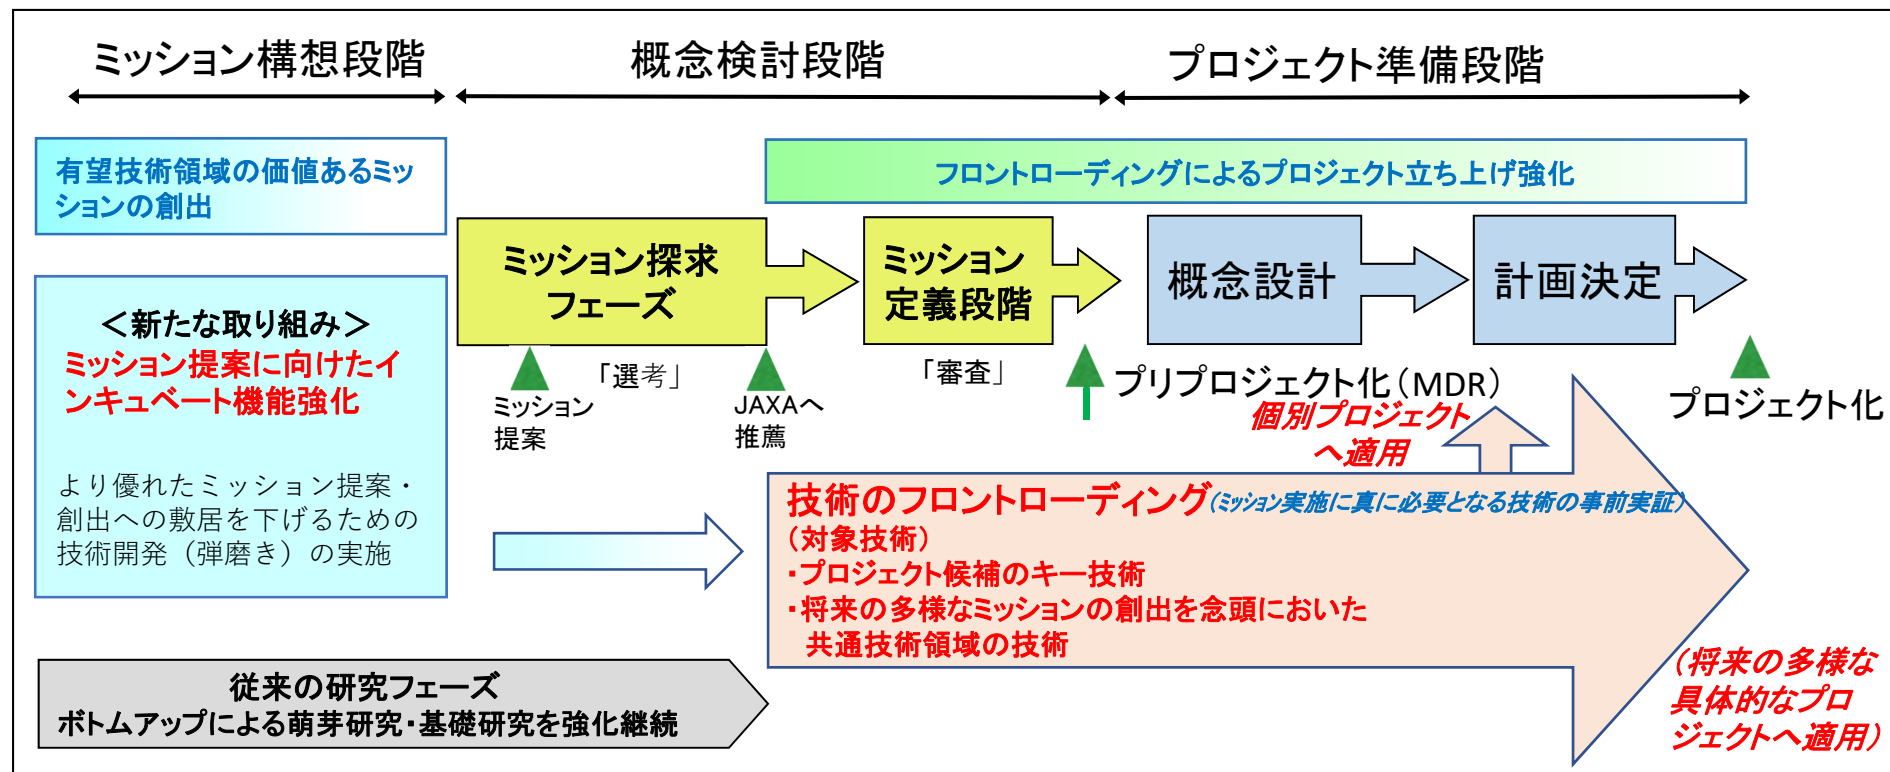 ミッション構想段階
概念検討段階
プロジェクト準備段階
有望技術領域の価値あるミッ
ションの創出
フロントローディングによるプロジェクト立ち上げ強化
ミッション探求
フェーズ
ミッション
定義段階
概念設計
計画決定
＜新たな取り組み＞
ミッション提案に向けたイ
ンキュベート機能強化
より優れたミッション提案・
創出への敷居を下げるための
技術開発（弾磨き）の実施
「選考」
「審査」
ミッション
提案
JAXAへ
推薦
プリプロジェクト化（MDR）
プロジェクト化
個別プロジェクト
へ適用
技術のフロントローディング（ミッション実施に真に必要となる技術の事前実証）
（対象技術）
・プロジェクト候補のキー技術
・将来の多様なミッションの創出を念頭においた
共通技術領域の技術
（将来の多様な
具体的なプロ
ジェクトへ適用）
従来の研究フェーズ
ボトムアップによる萌芽研究・基礎研究を強化継続